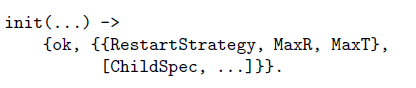 init(...) ->
{ok, {{RestartStrategy, MaxR, MaxT},
[ChildSpec, ...]}}.